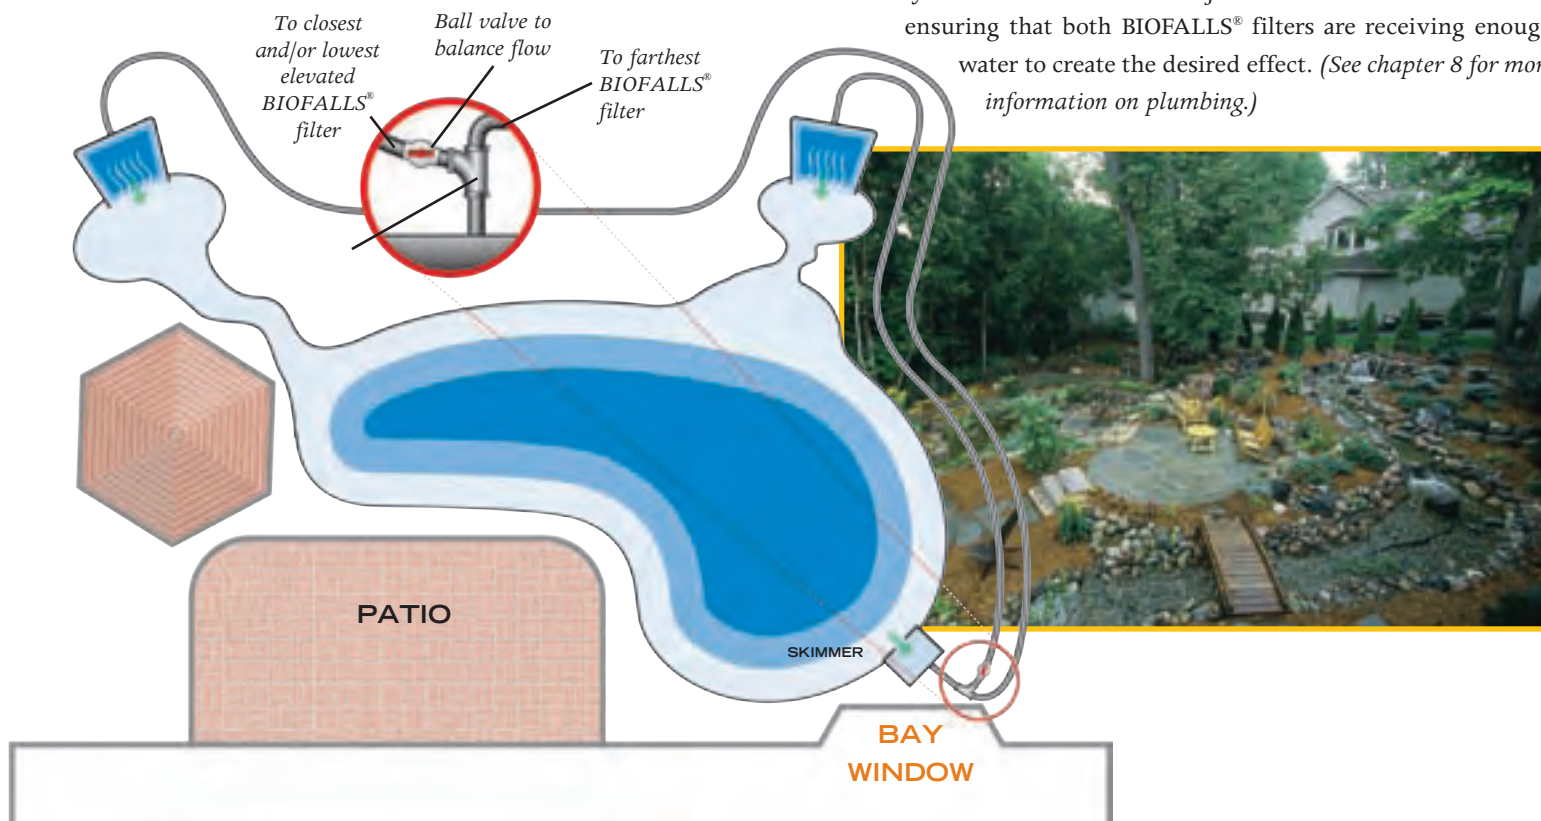 ensuring that both BIOFALLS® filters are receiving
water to create the desired effect. (See chapter 8 for
information on plumbing.)
To closest
and/or lowest
elevated
BIOFALLS®
filter
Ball valve to
balance flow
To farthest
BIOFALLS®
filter
PATIO
SKIMMER
BAY
WINDOW